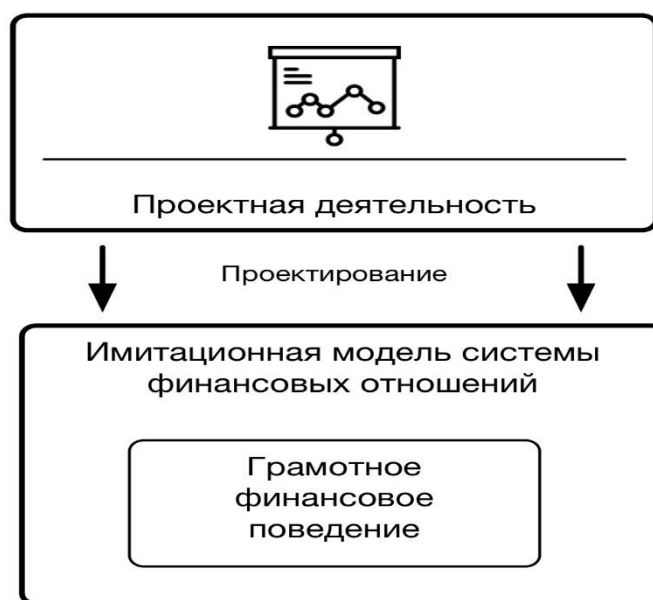 Проектная деятельность
Проектирование
Имитационная модель системы
финансовых отношений
Грамотное
финансовое
поведение